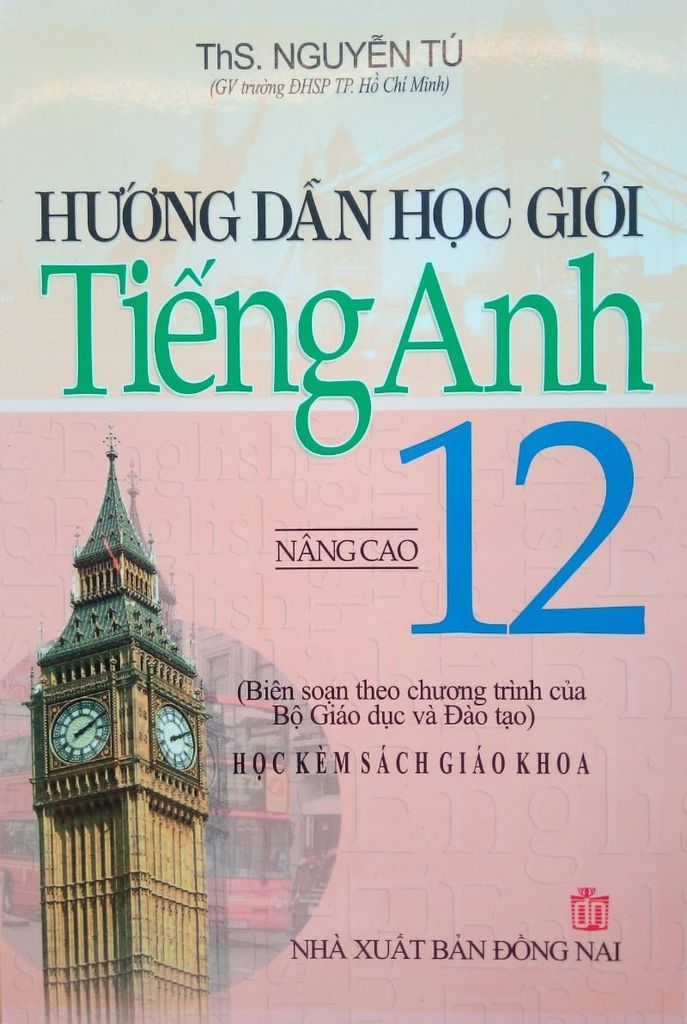 ThS. NGUYỄN TÚ
(GV trường ĐHSP TP. Hồ Chí Minh)
HƯỚNG DẪN HỌC GIỎI
Tiếng Anh
12
NÂNG CAO
(Biên soạn theo chương trình của
Bộ Giáo dục và Đào tạo)
HỌC KÈM SÁCH GIÁO KHOA
NHÀ XUẤT BẢN ĐỒNG NAI